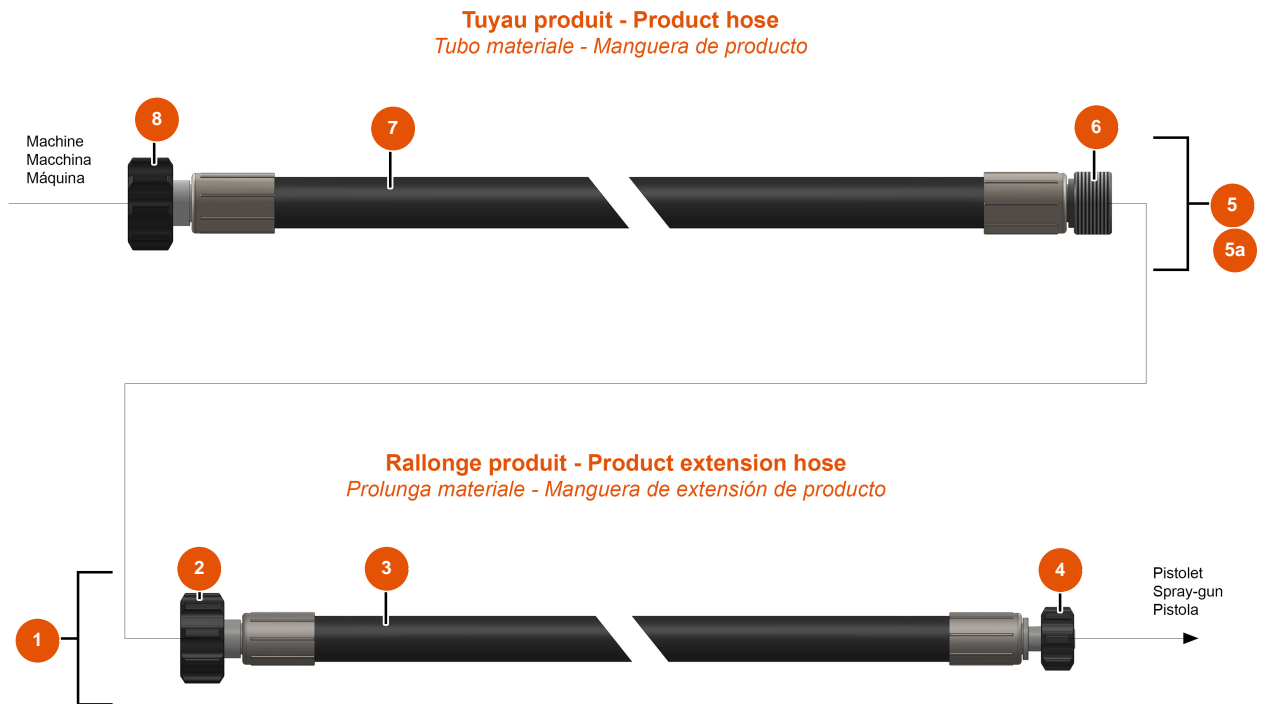 Tuyau produit - Product hose
Tubo materiale - Manguera de producto
8
7
6
Machine
Macchina
Máquina
5
5a
Rallonge produit - Product extension hose
Prolunga materiale - Manguera de extensión de producto
2
3
4
Pistolet
Spray-gun
Pistola
1